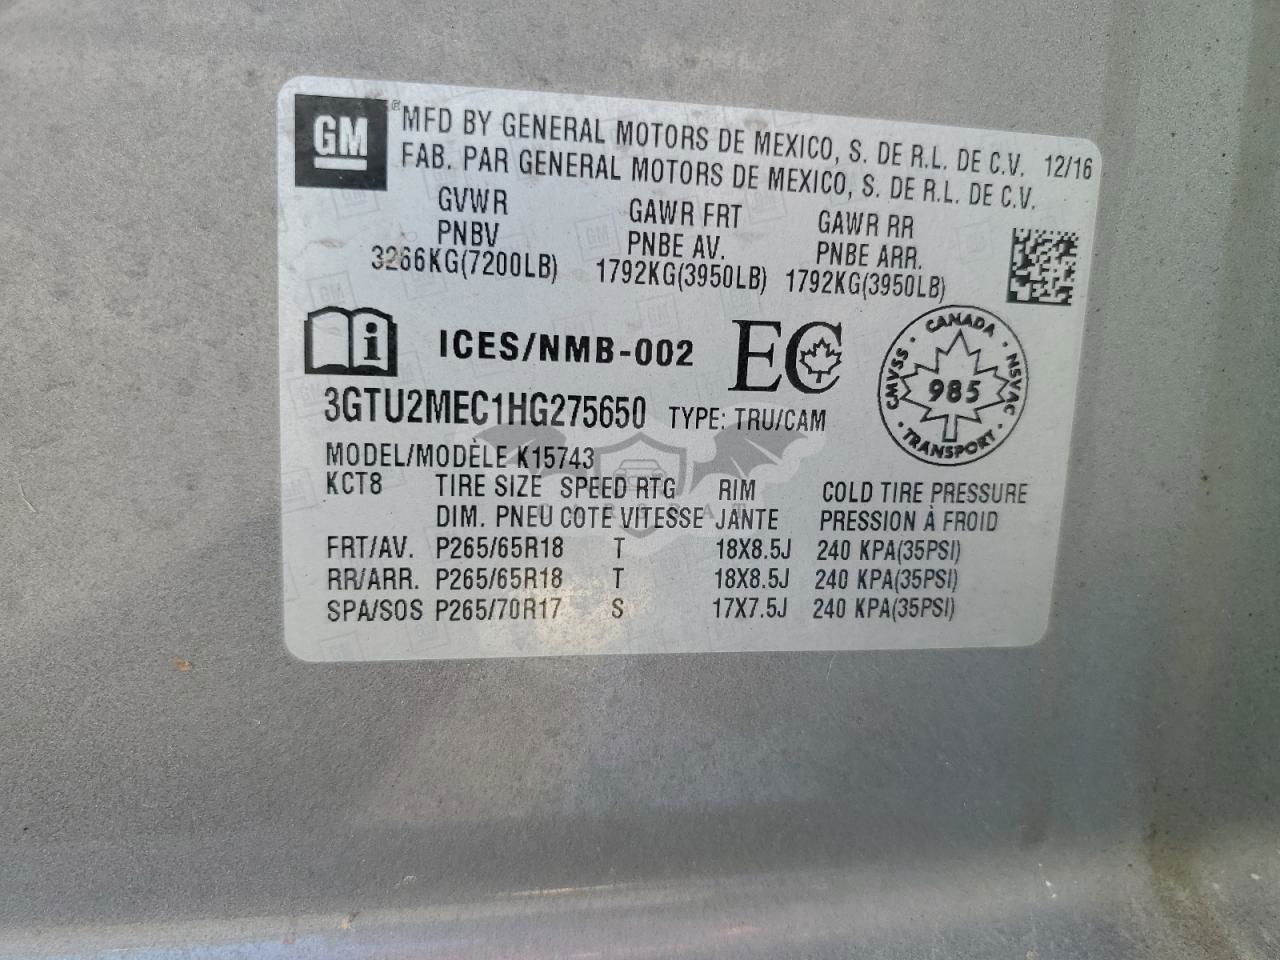 GM ® MFD BY GENERAL MOTORS DE MEXICO, S. DE R.L. DE C.V. 12/16
FAB. PAR GENERAL MOTORS DE MEXICO, S. DE R.L. DE C.V.
GVWR GAWR FRT GAWR RR
PNBV PNBE AV. PNBE ARR.
3266KG(7200LB) 1792KG(3950LB) 1792KG(3950LB)
i ICES/NMB-002 EC
CANADA
CMVSS · NSVAC
985
TRANSPORT
3GTU2MEC1HG275650 TYPE: TRU/CAM
MODEL/MODÈLE K15743
KCT8 TIRE SIZE SPEED RTG RIM COLD TIRE PRESSURE
DIM. PNEU COTE VITESSE JANTE PRESSION À FROID
FRT/AV. P265/65R18 T 18X8.5J 240 KPA(35PSI)
RR/ARR. P265/65R18 T 18X8.5J 240 KPA(35PSI)
SPA/SOS P265/70R17 S 17X7.5J 240 KPA(35PSI)